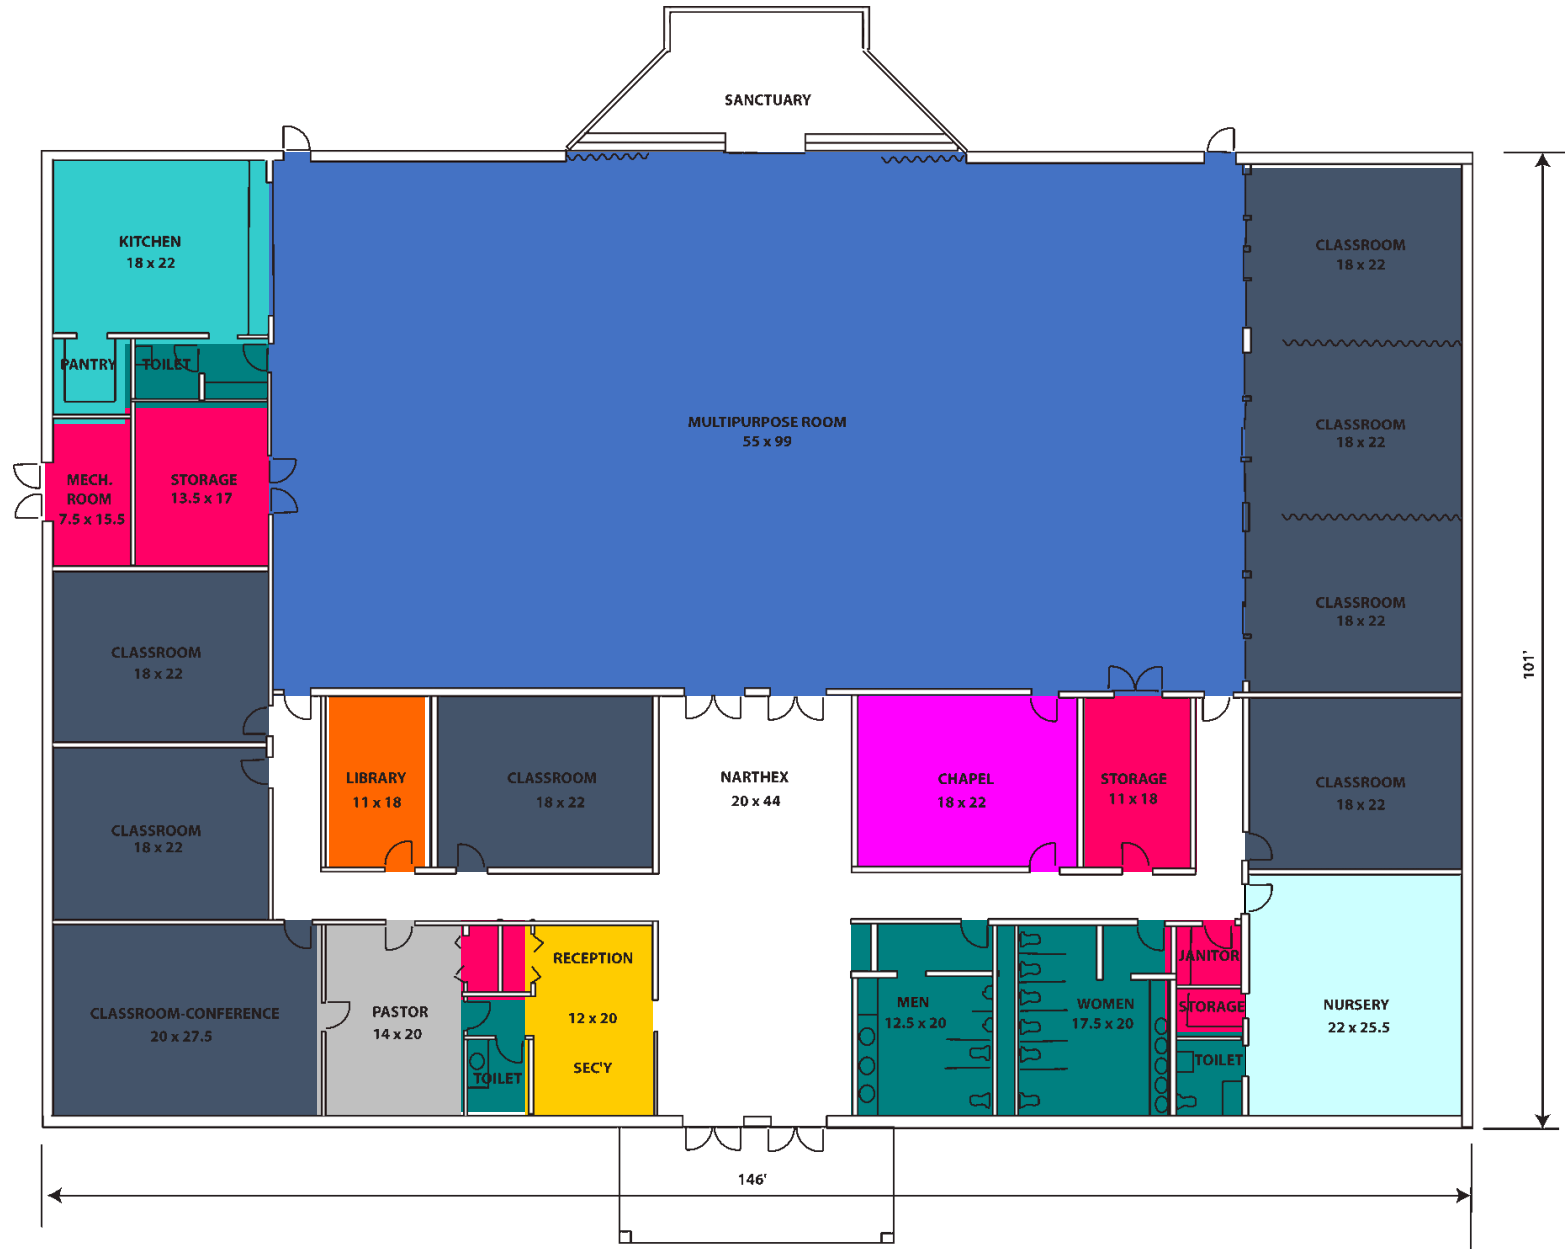 SANCTUARY
KITCHEN
18 x 22
CLASSROOM
18 x 22
PANTRY
TOILET
MULTIPURPOSE ROOM
55 x 99
CLASSROOM
18 x 22
MECH.
ROOM
7.5 x 15.5
STORAGE
13.5 x 17
CLASSROOM
18 x 22
CLASSROOM
18 x 22
101'
LIBRARY
11 x 18
CLASSROOM
18 x 22
NARTHEX
20 x 44
CHAPEL
18 x 22
STORAGE
11 x 18
CLASSROOM
18 x 22
CLASSROOM
18 x 22
CLASSROOM-CONFERENCE
20 x 27.5
PASTOR
14 x 20
RECEPTION
12 x 20
SEC'Y
TOILET
MEN
12.5 x 20
WOMEN
17.5 x 20
JANITOR
STORAGE
TOILET
NURSERY
22 x 25.5
146'